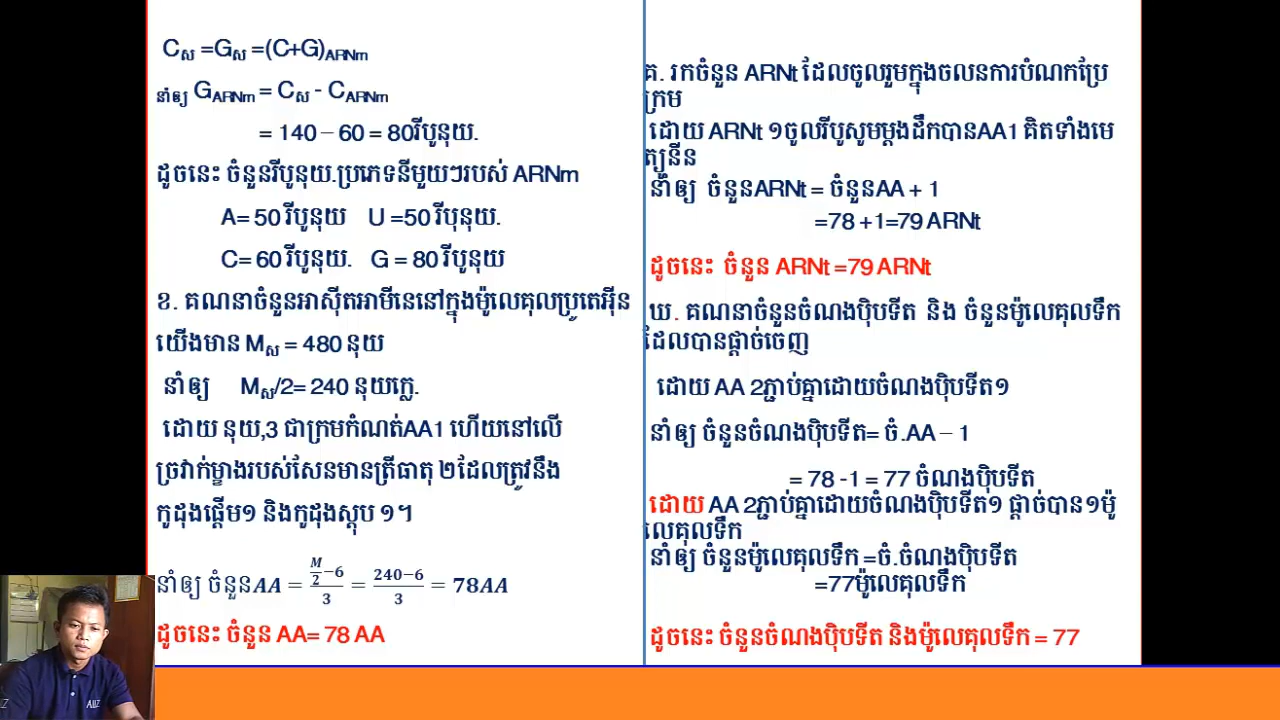 Cស =Gស =(C+G)ARNm
នាំឲ្យ GARNm = Cស - CARNm
= 140 – 60 = 80រីបូនុយ.
ដូចនេះ ចំនួនរីបូនុយ.ប្រភេទនីមួយៗរបស់ ARNm
A= 50 រីបូនុយ U =50 រីបុនុយ.
C= 60 រីបូនុយ. G = 80 រីបូនុយ
ខ. គណនាចំនួនអាស៊ីតអាមីនេនៅក្នុងម៉ូលេគុលប្រូតេអ៊ីន
យើងមាន Mស = 480 នុយ
នាំឲ្យ Mស/2= 240 នុយក្លេ.
ដោយ នុយ,3 ជាក្រមកំណត់AA1 ហើយនៅលើ
ច្រវាក់ម្ខាងរបស់សែនមានត្រីធាតុ ២ដែលត្រូវនឹង
កូដុងផ្ដើម១ និងកូដុងស្តុប ១។
នាំឲ្យ ចំនួនAA = (M/2−6)/3 = (240−6)/3 = 78AA
ដូចនេះ ចំនួន AA= 78 AA
គ. រកចំនួន ARNt ដែលចូលរួមក្នុងចលនការបំណកប្រែ
ក្រម
ដោយ ARNt ១ចូលរីបូសូមម្ដងដឹកបានAA1 គិតទាំងមេ
ត្យូនីន
នាំឲ្យ ចំនួនARNt = ចំនួនAA + 1
=78 +1=79 ARNt
ដូចនេះ ចំនួន ARNt =79 ARNt
ឃ. គណនាចំនួនចំណងប៉ិបទីត និង ចំនួនម៉ូលេគុលទឹក
ដែលបានផ្ដាច់ចេញ
ដោយ AA 2ភ្ជាប់គ្នាដោយចំណងប៉ិបទីត១
នាំឲ្យ ចំនួនចំណងប៉ិបទីត= ចំ.AA – 1
= 78 -1 = 77 ចំណងប៉ិបទីត
ដោយ AA 2ភ្ជាប់គ្នាដោយចំណងប៉ិបទីត១ ផ្ដាច់បាន១ម៉ូ
លេគុលទឹក
នាំឲ្យ ចំនួនម៉ូលេគុលទឹក =ចំ.ចំណងប៉ិបទីត
=77ម៉ូលេគុលទឹក
ដូចនេះ ចំនួនចំណងប៉ិបទីត និងម៉ូលេគុលទឹក = 77